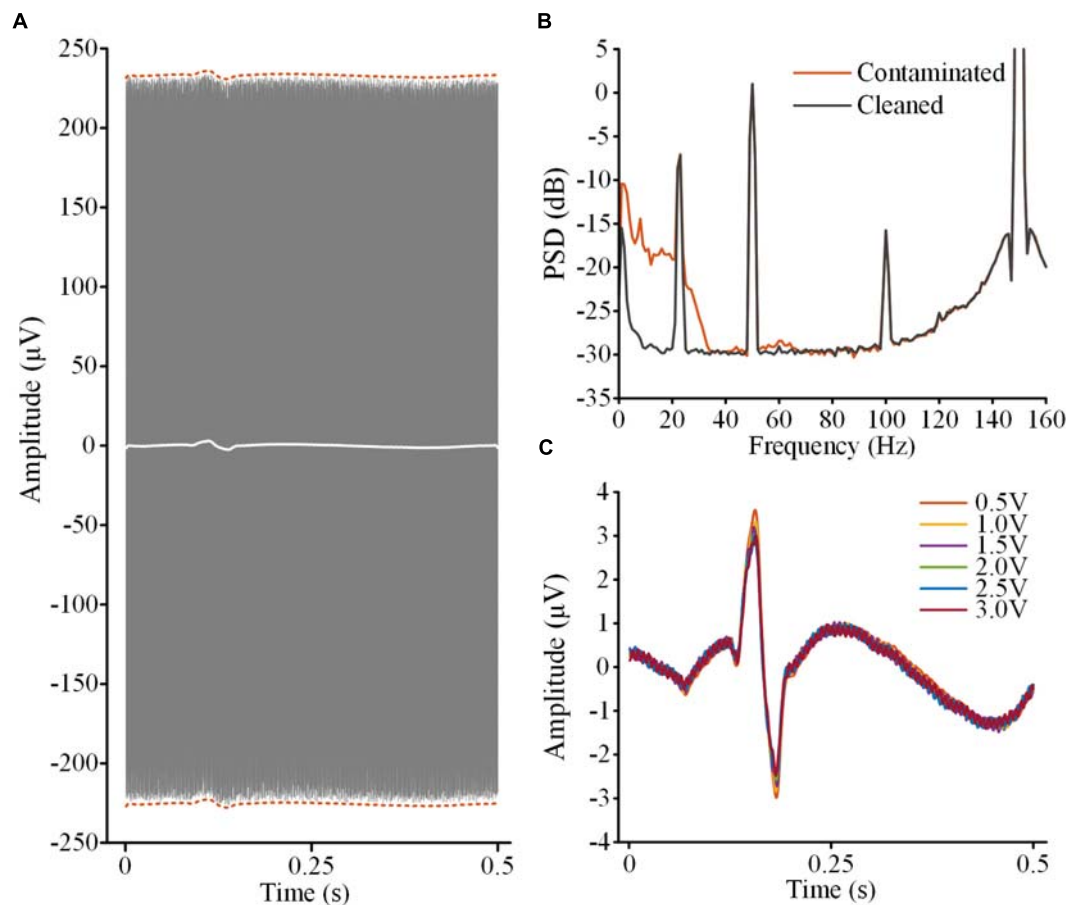 A
250
200
150
100
50
0
-50
-100
-150
-200
-250
Amplitude (µV)
0
0.25
0.5
Time (s)
B
5
0
-5
-10
-15
-20
-25
-30
-35
PSD (dB)
Contaminated
Cleaned
0
20
40
60
80
100
120
140
160
Frequency (Hz)
C
4
3
2
1
0
-1
-2
-3
-4
Amplitude (µV)
0.5V
1.0V
1.5V
2.0V
2.5V
3.0V
0
0.25
0.5
Time (s)